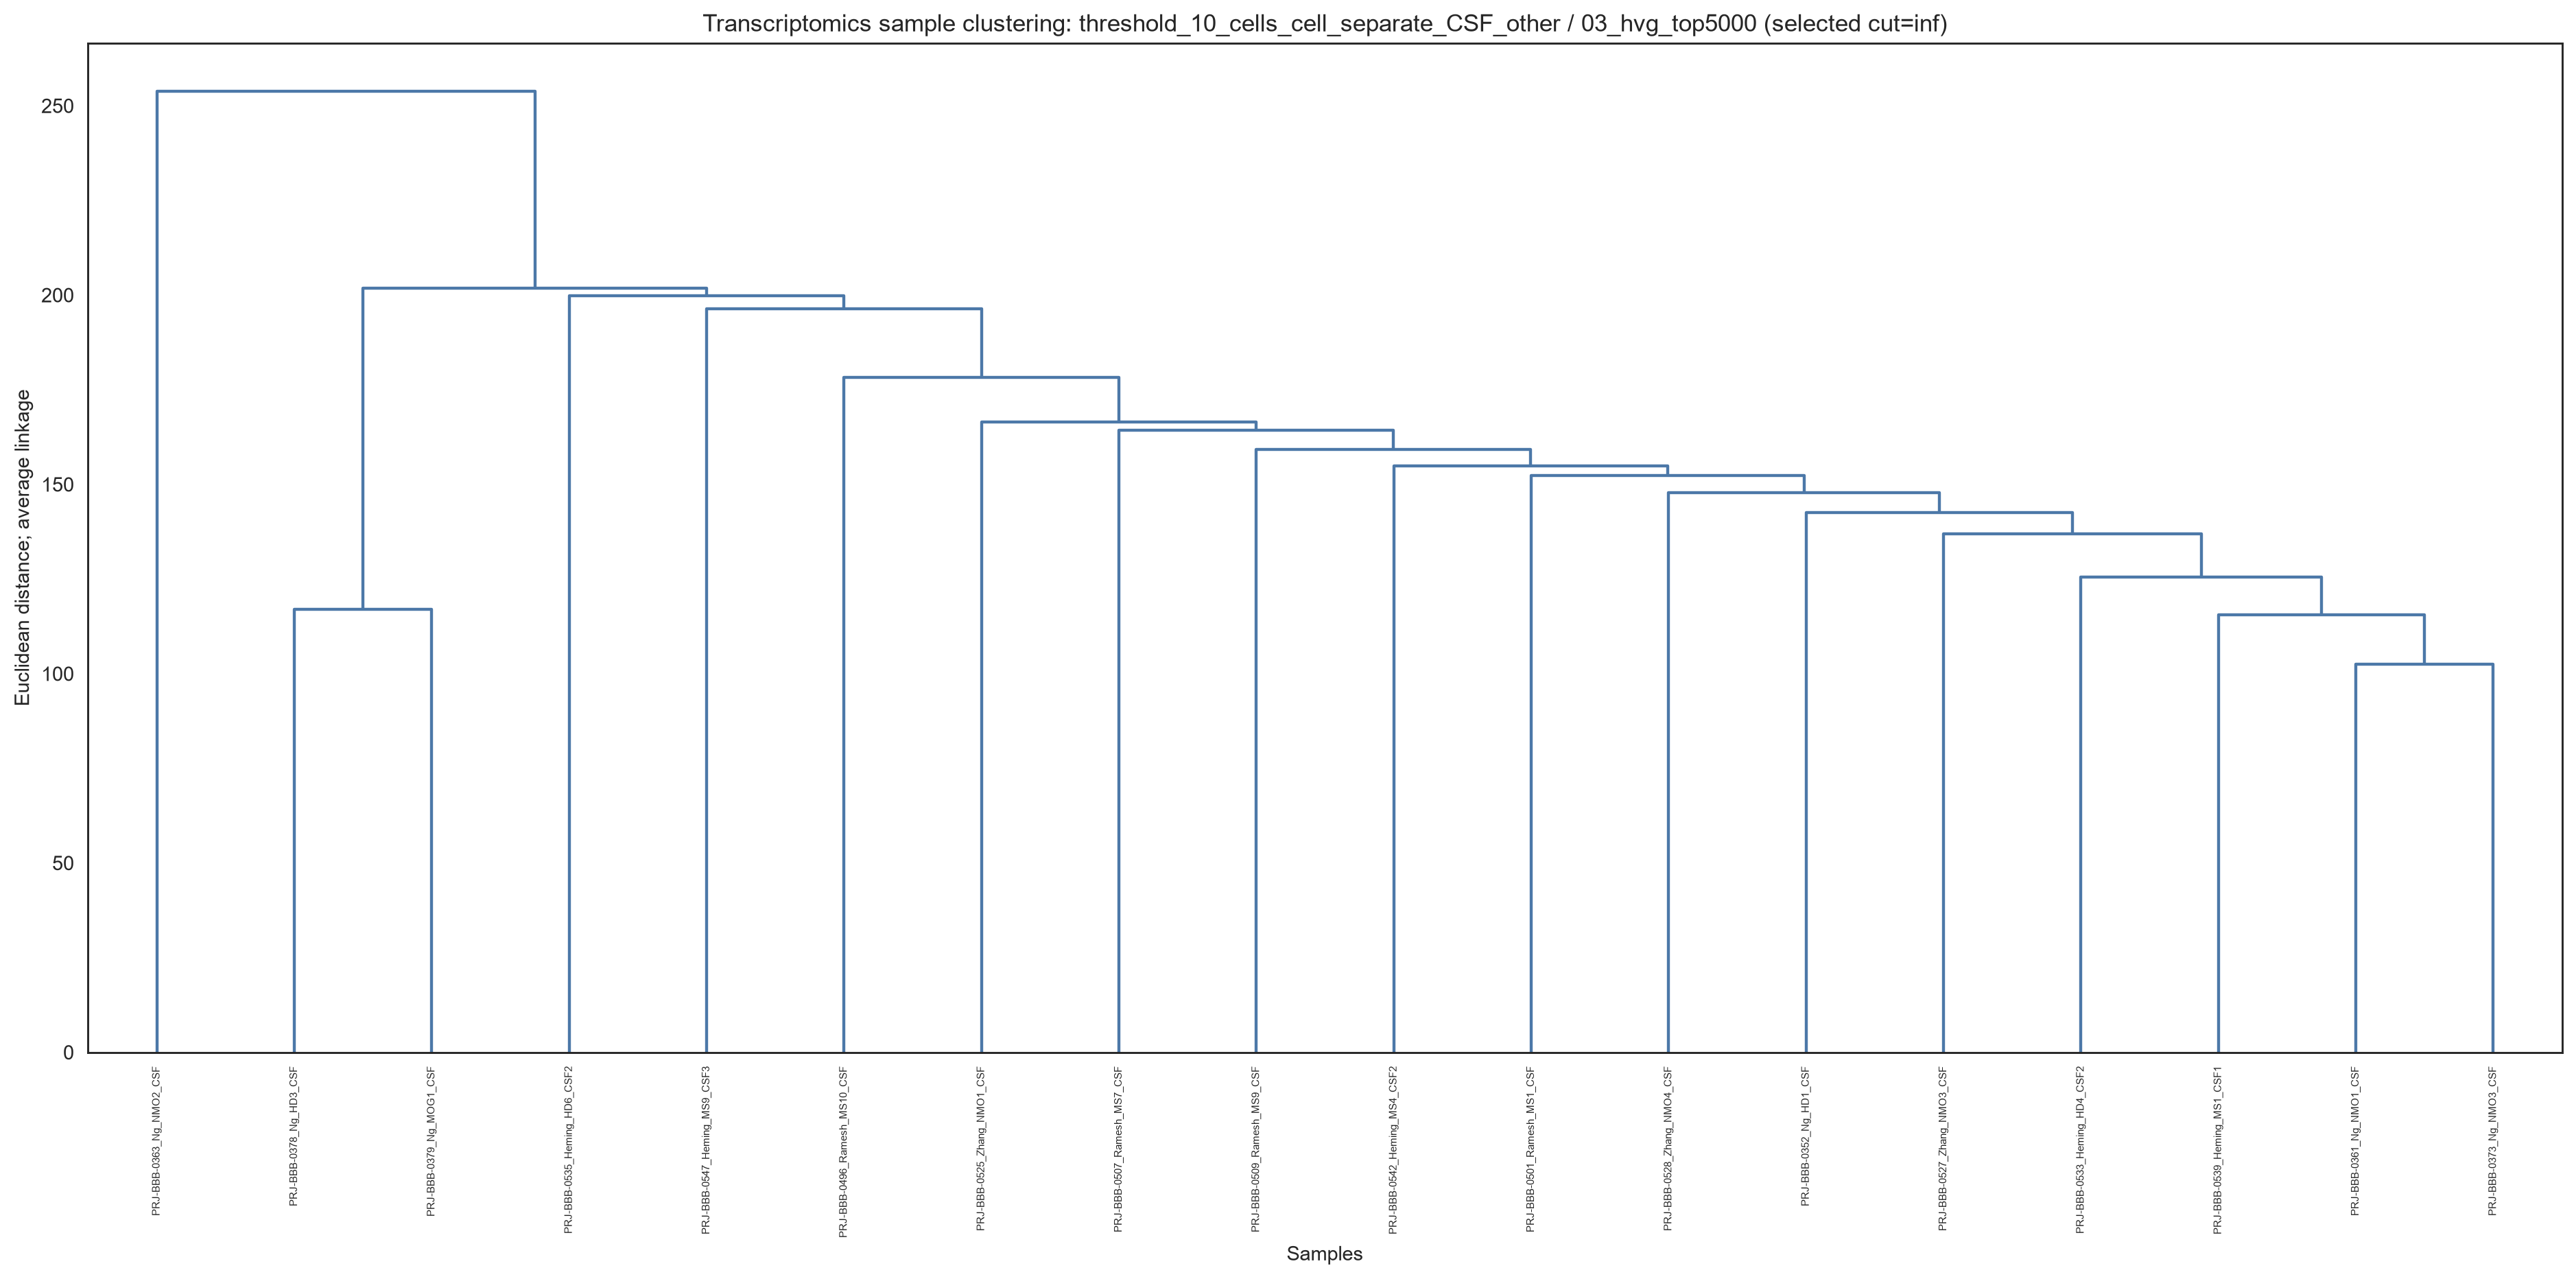 Transcriptomics sample clustering: threshold_10_cells_cell_separate_CSF_other / 03_hvg_top5000 (selected cut=inf)
Euclidean distance; average linkage
250
200
150
100
50
0
PRJ-BBB-0363_Ng_NMO2_CSF
PRJ-BBB-0378_Ng_HD3_CSF
PRJ-BBB-0379_Ng_MOG1_CSF
PRJ-BBB-0535_Heming_HD6_CSF2
PRJ-BBB-0547_Heming_MS9_CSF3
PRJ-BBB-0496_Ramesh_MS10_CSF
PRJ-BBB-0525_Zhang_NMO1_CSF
PRJ-BBB-0507_Ramesh_MS7_CSF
PRJ-BBB-0509_Ramesh_MS9_CSF
PRJ-BBB-0542_Heming_MS4_CSF2
PRJ-BBB-0501_Ramesh_MS1_CSF
PRJ-BBB-0528_Zhang_NMO4_CSF
PRJ-BBB-0352_Ng_HD1_CSF
PRJ-BBB-0527_Zhang_NMO3_CSF
PRJ-BBB-0533_Heming_HD4_CSF2
PRJ-BBB-0539_Heming_MS1_CSF1
PRJ-BBB-0361_Ng_NMO1_CSF
PRJ-BBB-0373_Ng_NMO3_CSF
Samples